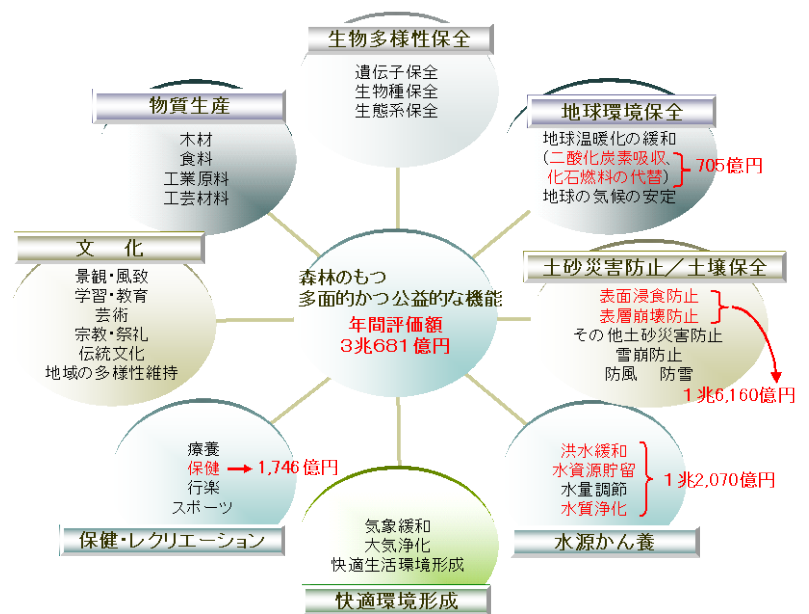 生物多様性保全
遺伝子保全
生物種保全
生態系保全
物質生産
木材
食料
工業原料
工芸材料
地球環境保全
地球温暖化の緩和
(二酸化炭素吸収、
化石燃料の代替)
705億円
地球の気候の安定
文 化
景観・風致
学習・教育
芸術
宗教・祭礼
伝統文化
地域の多様性維持
森林のもつ
多面的かつ公益的な機能
年間評価額
3兆681億円
土砂災害防止/土壌保全
表面浸食防止
表層崩壊防止
その他土砂災害防止
雪崩防止
防風 防雪
1兆6,160億円
療養
保健
1,746億円
行楽
スポーツ
保健・レクリエーション
気象緩和
大気浄化
快適生活環境形成
快適環境形成
洪水緩和
水資源貯留
水量調節
水質浄化
1兆2,070億円
水源かん養